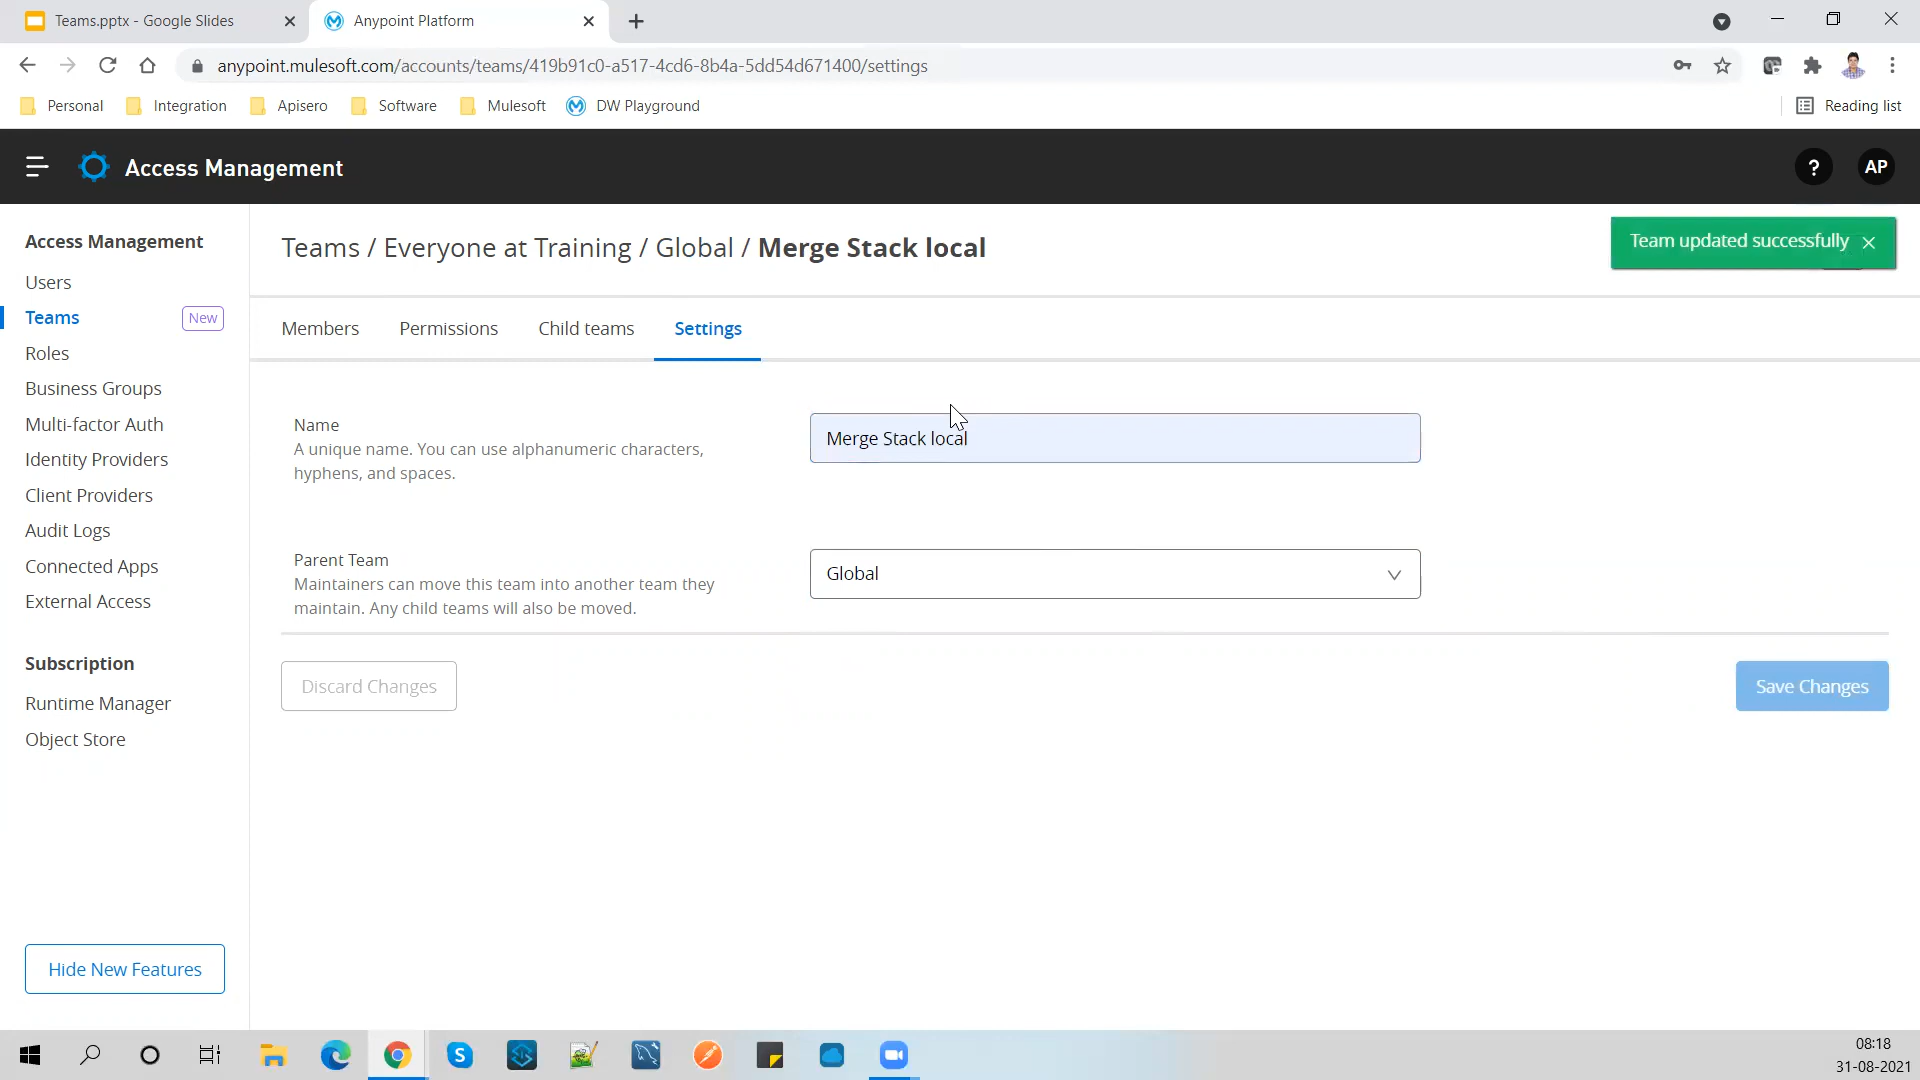 Teams.pptx - Google Slides
Anypoint Platform
anypoint.mulesoft.com/accounts/teams/419b91c0-a517-4cd6-8b4a-5dd54d671400/settings
Personal
Integration
Apisero
Software
Mulesoft
DW Playground
Reading list
Access Management
?
AP
Access Management
Users
Teams
New
Roles
Business Groups
Multi-factor Auth
Identity Providers
Client Providers
Audit Logs
Connected Apps
External Access
Subscription
Runtime Manager
Object Store
Hide New Features
Teams / Everyone at Training / Global / Merge Stack local
Team updated successfully
Members
Permissions
Child teams
Settings
Name
A unique name. You can use alphanumeric characters,
hyphens, and spaces.
Merge Stack local
Parent Team
Maintainers can move this team into another team they
maintain. Any child teams will also be moved.
Global
Discard Changes
Save Changes
08:18
31-08-2021